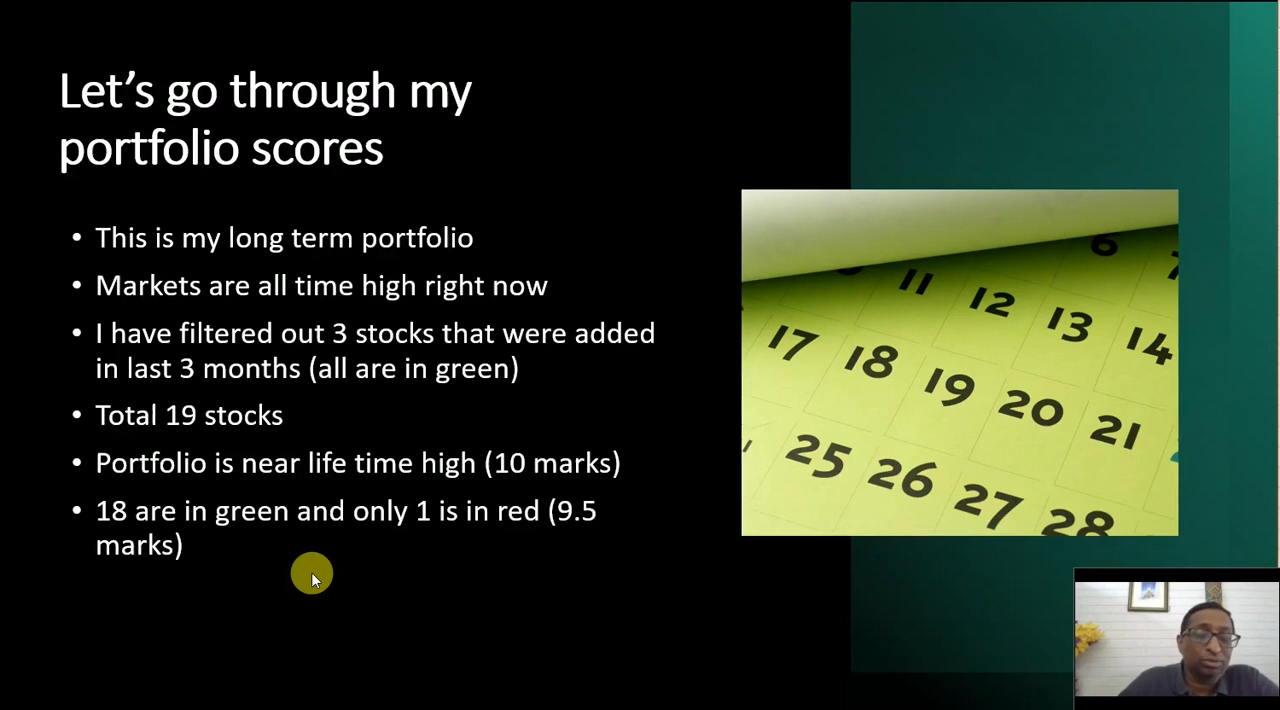 Let's go through my
portfolio scores
• This is my long term portfolio
• Markets are all time high right now
• I have filtered out 3 stocks that were added
in last 3 months (all are in green)
• Total 19 stocks
• Portfolio is near life time high (10 marks)
• 18 are in green and only 1 is in red (9.5
marks)
6
7
11
12
13
14
17
18
19
20
21
25
26
27
28